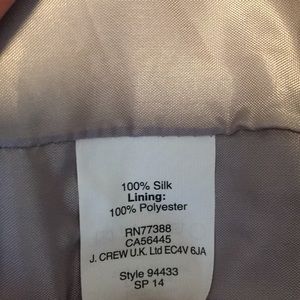 100% Silk
Lining:
100% Polyester
RN77388
CA56445
J. CREW U.K. Ltd EC4V 6JA
Style 94433
SP 14